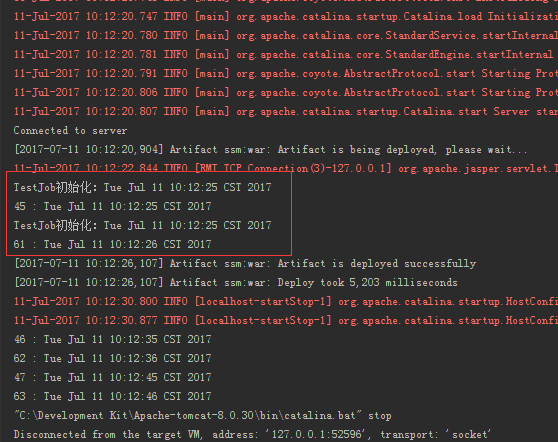 11-Jul-2017 10:12:20.747 INFO [main] org.apache.catalina.startup.Catalina.load Initializat
11-Jul-2017 10:12:20.780 INFO [main] org.apache.catalina.core.StandardService.startInternal
11-Jul-2017 10:12:20.781 INFO [main] org.apache.catalina.core.StandardEngine.startInternal
11-Jul-2017 10:12:20.791 INFO [main] org.apache.coyote.AbstractProtocol.start Starting Prot
11-Jul-2017 10:12:20.806 INFO [main] org.apache.coyote.AbstractProtocol.start Starting Prot
11-Jul-2017 10:12:20.807 INFO [main] org.apache.catalina.startup.Catalina.start Server star
Connected to server
[2017-07-11 10:12:20,904] Artifact ssm:war: Artifact is being deployed, please wait...
11-Jul-2017 10:12:22.844 INFO [RMI TCP Connection(3)-127.0.0.1] org.apache.jasper.servlet.T
TestJob初始化: Tue Jul 11 10:12:25 CST 2017
45 : Tue Jul 11 10:12:25 CST 2017
TestJob初始化: Tue Jul 11 10:12:25 CST 2017
61 : Tue Jul 11 10:12:26 CST 2017
[2017-07-11 10:12:26,107] Artifact ssm:war: Artifact is deployed successfully
[2017-07-11 10:12:26,107] Artifact ssm:war: Deploy took 5,203 milliseconds
11-Jul-2017 10:12:30.800 INFO [localhost-startStop-1] org.apache.catalina.startup.HostConfi
11-Jul-2017 10:12:30.877 INFO [localhost-startStop-1] org.apache.catalina.startup.HostConfi
46 : Tue Jul 11 10:12:35 CST 2017
62 : Tue Jul 11 10:12:36 CST 2017
47 : Tue Jul 11 10:12:45 CST 2017
63 : Tue Jul 11 10:12:46 CST 2017
"C:\Development Kit\Apache-tomcat-8.0.30\bin\catalina.bat" stop
Disconnected from the target VM, address: '127.0.0.1:52596', transport: 'socket'